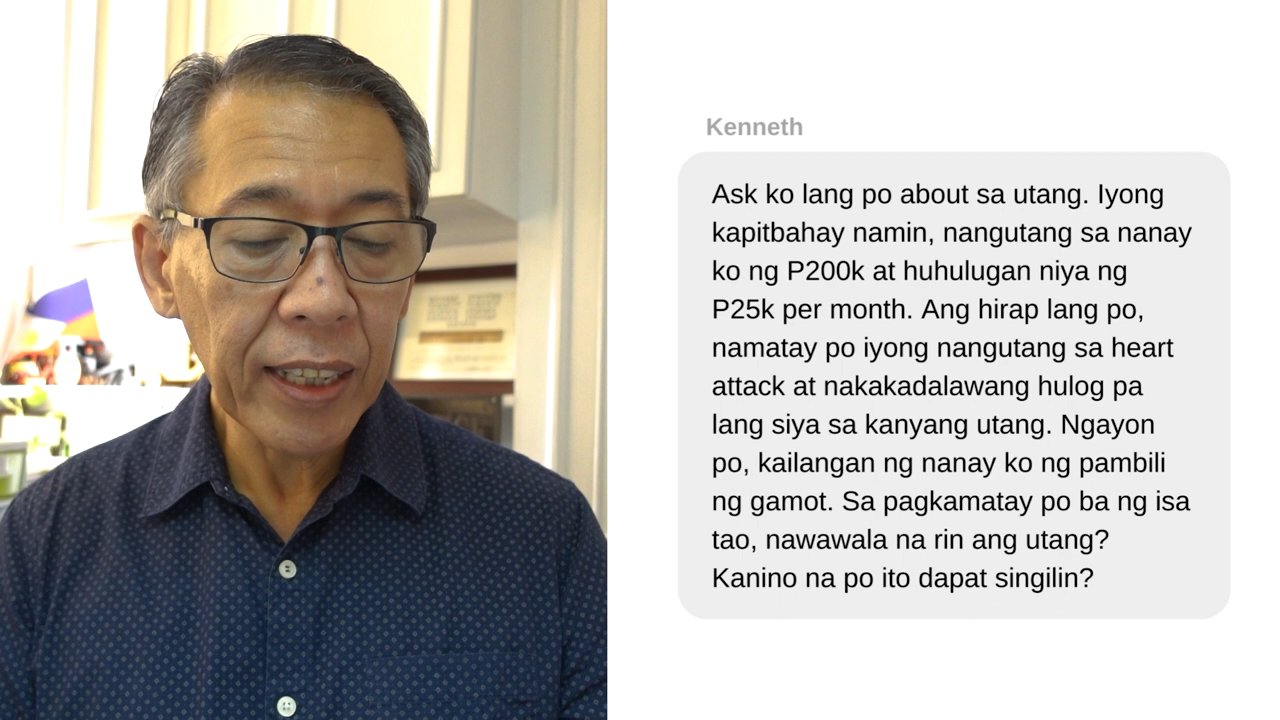 Kenneth
Ask ko lang po about sa utang. Iyong
kapitbahay namin, nangutang sa nanay
ko ng P200k at huhulugan niya ng
P25k per month. Ang hirap lang po,
namatay po iyong nangutang sa heart
attack at nakakadalawang hulog pa
lang siya sa kanyang utang. Ngayon
po, kailangan ng nanay ko ng pambili
ng gamot. Sa pagkamatay po ba ng isa
tao, nawawala na rin ang utang?
Kanino na po ito dapat singilin?